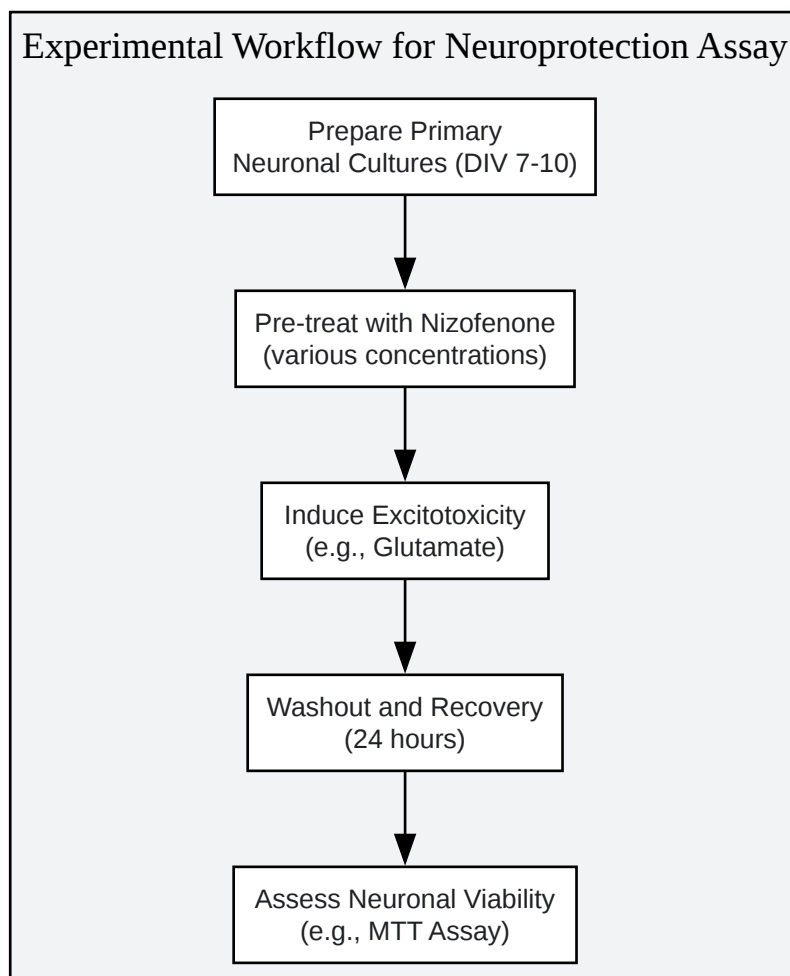 Experimental Workflow for Neuroprotection Assay
Prepare Primary
Neuronal Cultures (DIV 7-10)
Pre-treat with Nizofenone
(various concentrations)
Induce Excitotoxicity
(e.g., Glutamate)
Washout and Recovery
(24 hours)
Assess Neuronal Viability
(e.g., MTT Assay)